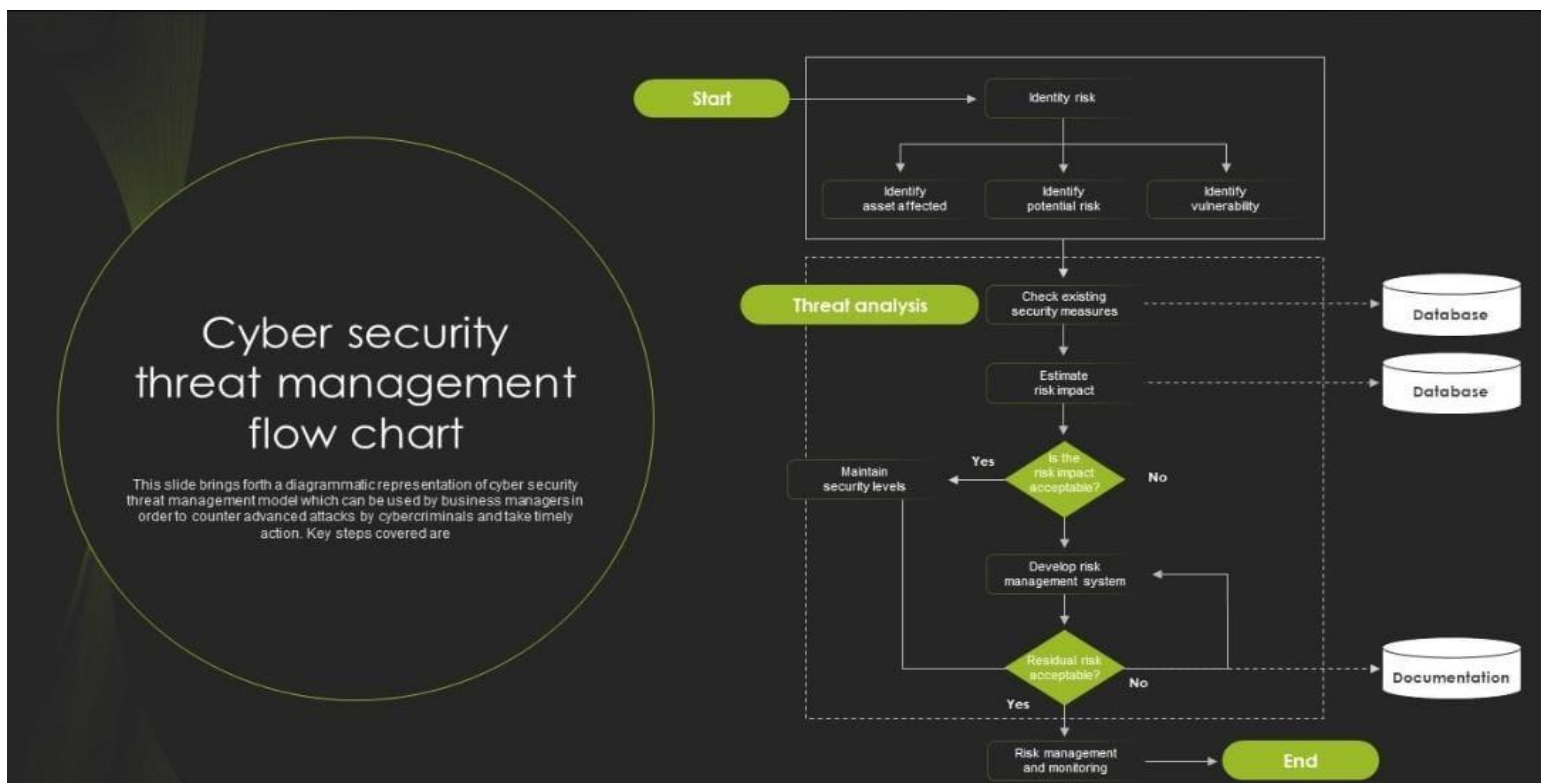 Cyber security
threat management
flow chart
This slide brings forth a diagrammatic representation of cyber security
threat management model which can be used by business managers in
order to counter advanced attacks by cybercriminals and take timely
action. Key steps covered are
Start
Identity risk
Identify
asset affected
Identify
potential risk
Identify
vulnerability
Threat analysis
Check existing
security measures
Database
Estimate
risk impact
Database
Is the
risk impact
acceptable?
Yes
No
Maintain
security levels
Develop risk
management system
Residual risk
acceptable?
No
Yes
Documentation
Risk management
and monitoring
End